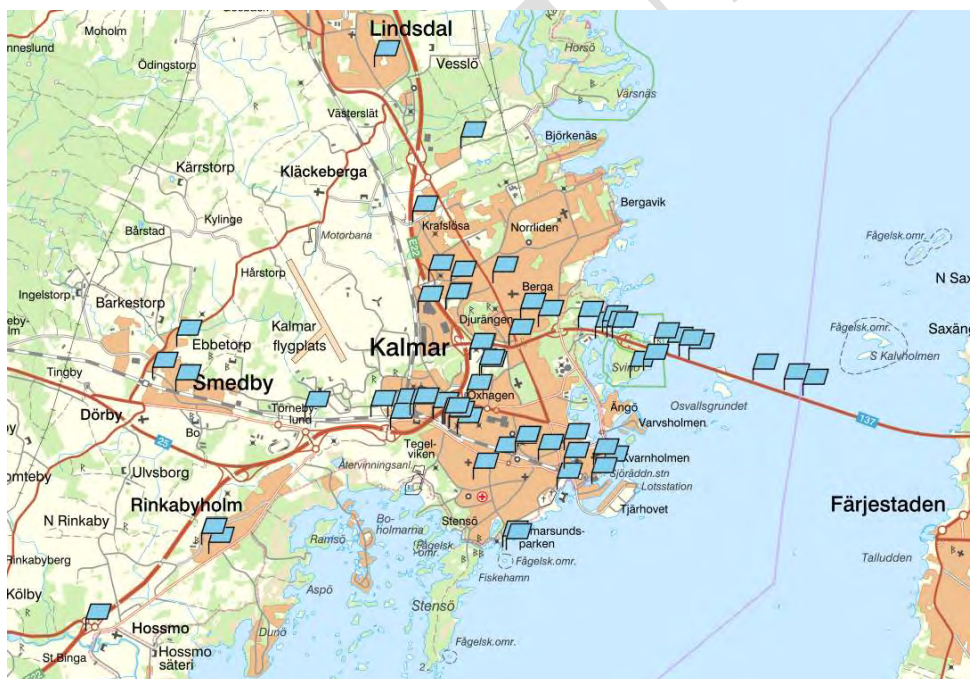 Lindsdal
Moholm
Horsö
nneslund
Vesslö
Ödingstorp
Värsnäs
Västerslät
Björkenäs
Kärrstorp
Kläckeberga
Bergavik
Kylinge
Krafslösa
Norrliden
Bårstad
Motorbana
Fågelsk.omr.
E22
Hårstorp
N Sax
Ingelstorp
Barkestorp
Berga
Djurängen
Kalmar
flygplats
Ebbetorp
Kalmar
Fågelsk.omr.
S Kalvholmen
Tingby
Smedby
Svinö
Oxhagen
Osvallsgrundet
Dörby
Törneby-
lund
Ängö
Varvsholmen
137
Bo
25
Tegel-
viken
Kvarnholmen
Ulvsborg
Återvinningsanl.
Sjöräddn.stn
Lotsstation
Rinkabyholm
Tjärhovet
Färjestaden
N Rinkaby
Bo-
holmarna
Stensö
Ramsö
Fågelsk.
omr.
marsunds-
parken
Rinkabyberg
Talludden
Fågelsk.omr.
Fiskehamn
Aspö
Kölby
Stensö
Hossmo
Dunö
Fågelsk.omr.
St.Binga
Hossmo
säteri
E22
2